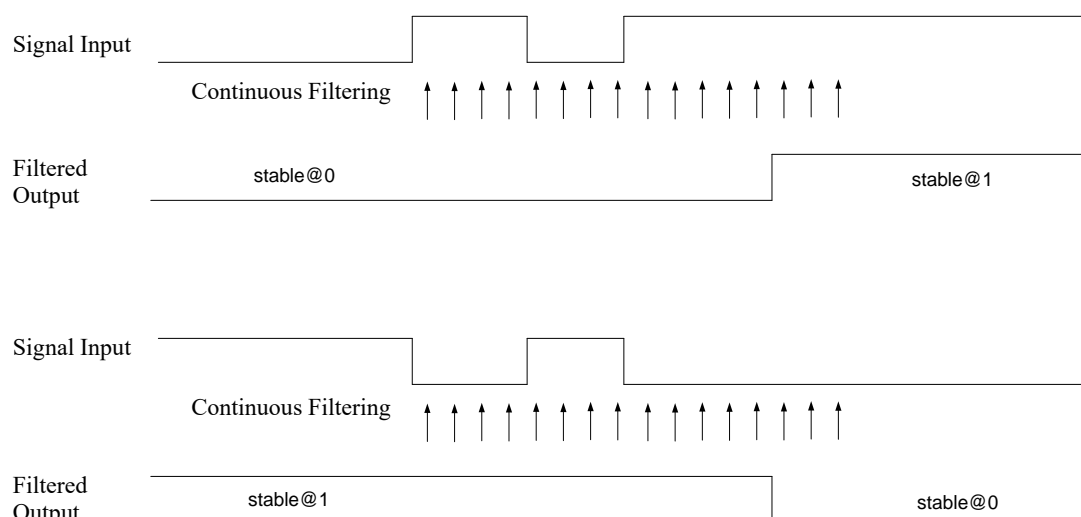 Signal Input
Continuous Filtering
Filtered
Output
stable@0
stable@1
Signal Input
Continuous Filtering
Filtered
Output
stable@1
stable@0